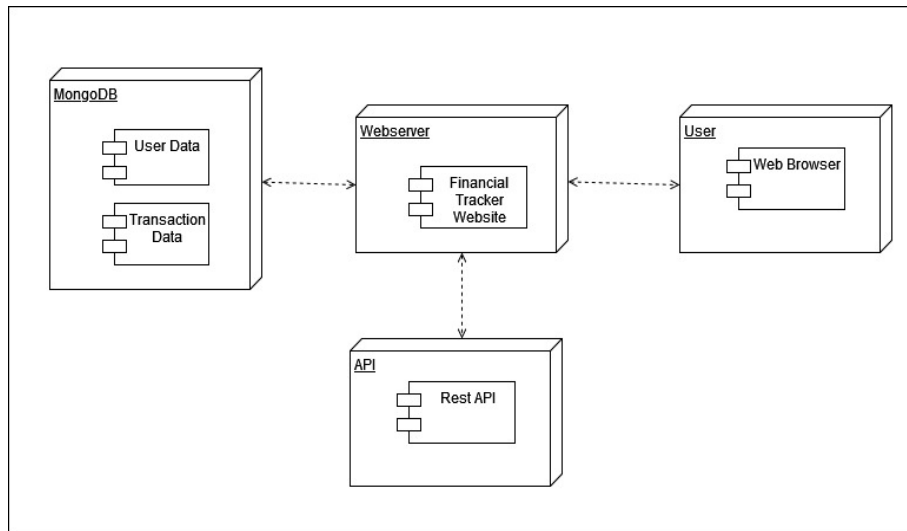 MongoDB
User Data
Transaction
Data
Webserver
Financial
Tracker
Website
User
Web Browser
API
Rest API